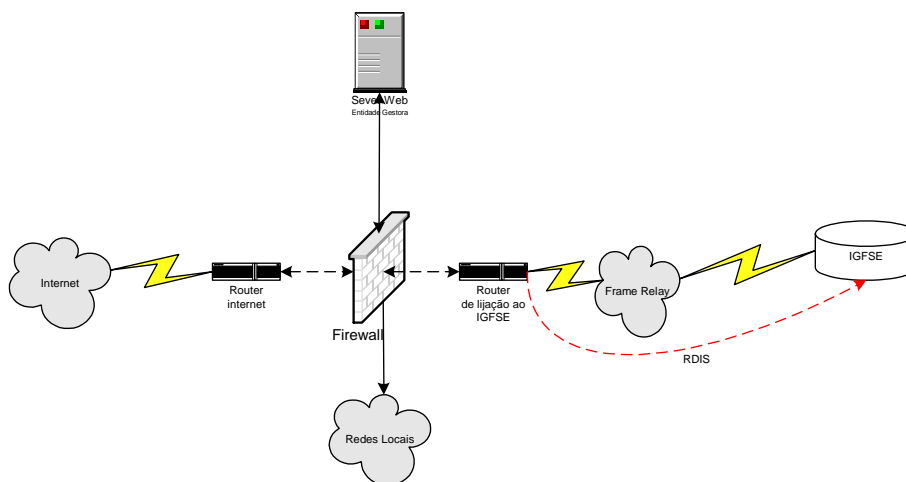 Sever Web
Entidade Gestora
Internet
Router
internet
Firewall
Router
de lijação ao
IGFSE
Frame Relay
IGFSE
RDIS
Redes Locais